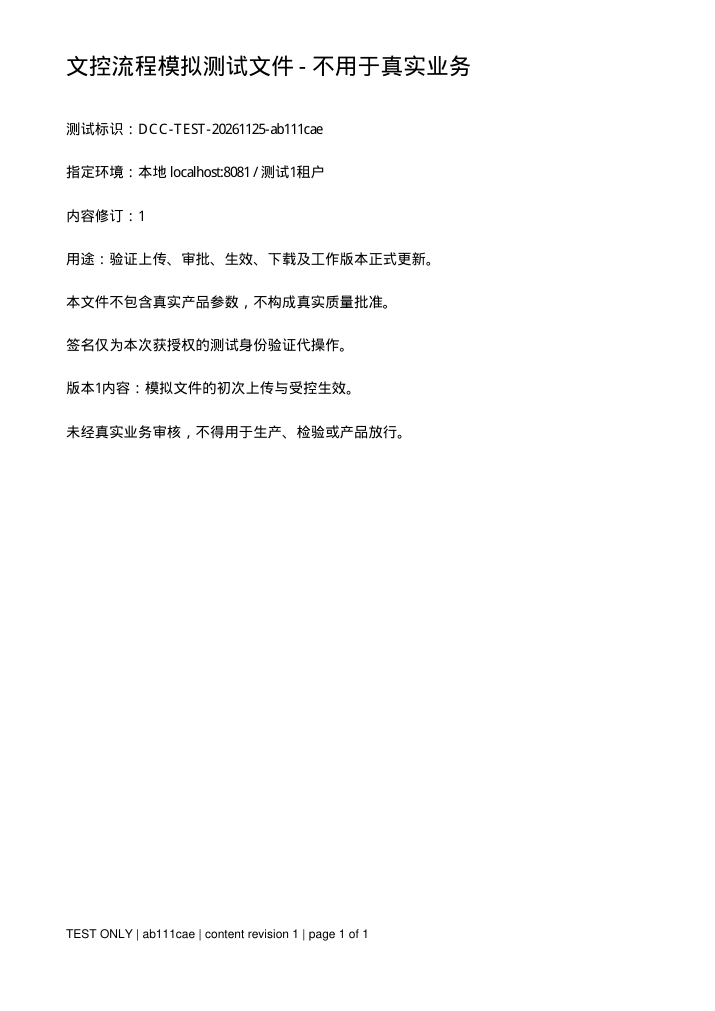 文控流程模拟测试文件 - 不用于真实业务
测试标识：DCC-TEST-20261125-ab111cae
指定环境：本地 localhost:8081 / 测试1租户
内容修订：1
用途：验证上传、审批、生效、下载及工作版本正式更新。
本文件不包含真实产品参数，不构成真实质量批准。
签名仅为本次获授权的测试身份验证代操作。
版本1内容：模拟文件的初次上传与受控生效。
未经真实业务审核，不得用于生产、检验或产品放行。
TEST ONLY | ab111cae | content revision 1 | page 1 of 1